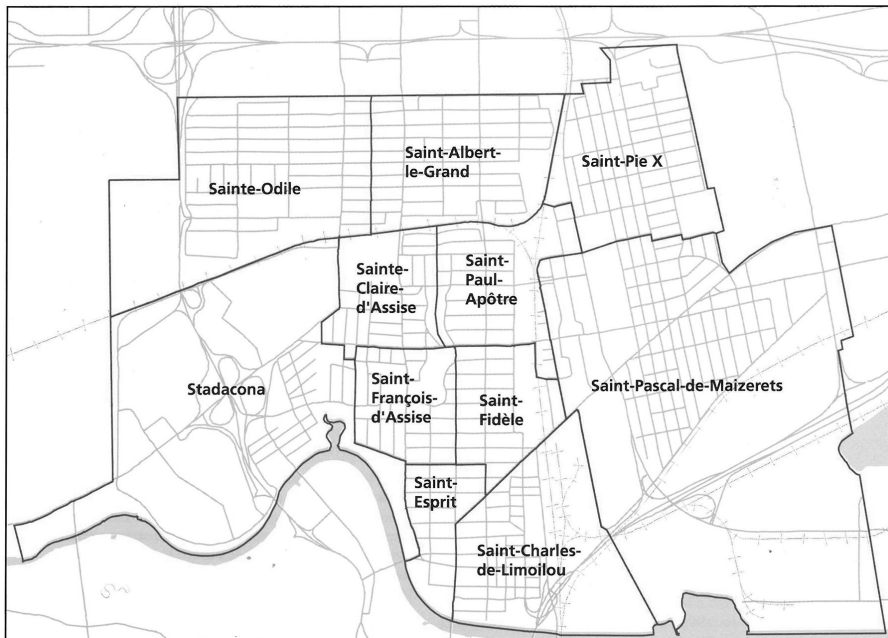 Saint-Albert-
le-Grand
Saint-Pie X
Sainte-Odile
Sainte-
Claire-
d'Assise
Saint-
Paul-
Apôtre
Stadacona
Saint-
François-
d'Assise
Saint-
Fidèle
Saint-Pascal-de-Maizerets
Saint-
Esprit
Saint-Charles-
de-Limoilou